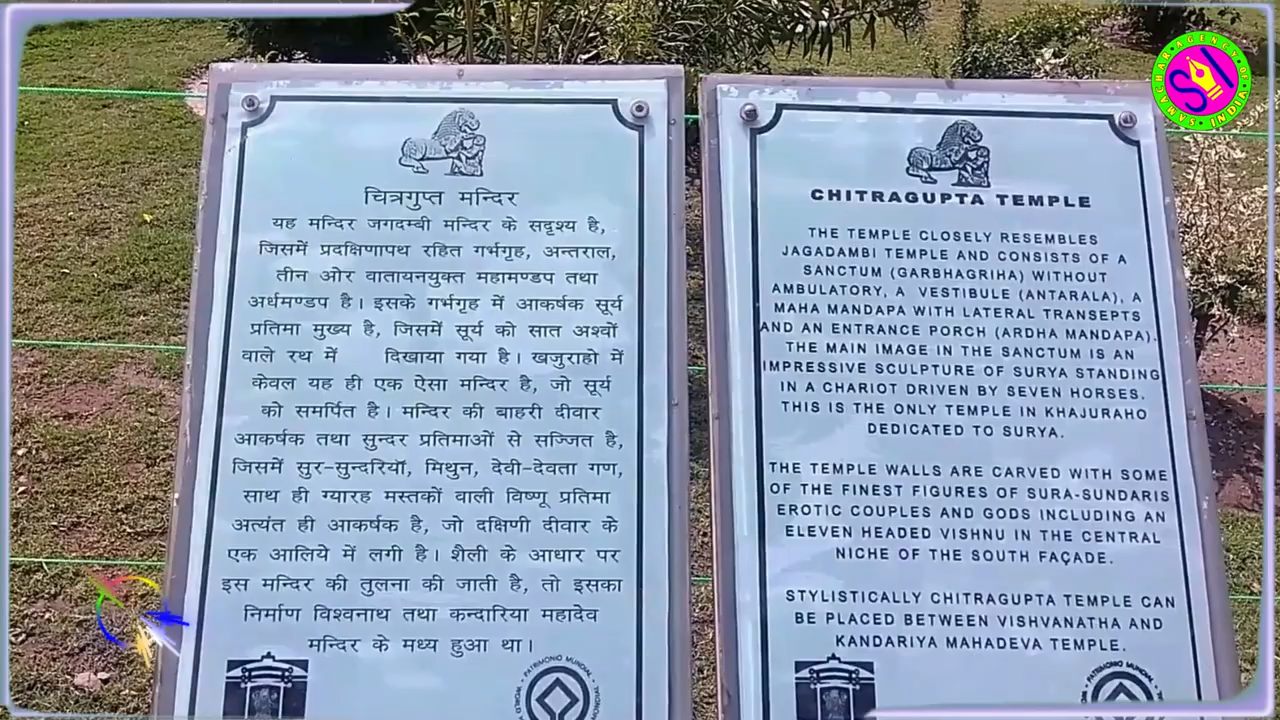 चित्रगुप्त मन्दिर
यह मन्दिर जगदम्बी मन्दिर के सदृश्य है,
जिसमें प्रदक्षिणापथ रहित गर्भगृह, अन्तराल,
तीन ओर वातायनयुक्त महामण्डप तथा
अर्धमण्डप है। इसके गर्भगृह में आकर्षक सूर्य
प्रतिमा मुख्य है, जिसमें सूर्य को सात अश्वों
वाले रथ में दिखाया गया है। खजुराहो में
केवल यह ही एक ऐसा मन्दिर है, जो सूर्य
को समर्पित है। मन्दिर की बाहरी दीवार
आकर्षक तथा सुन्दर प्रतिमाओं से सज्जित है,
जिसमें सुर-सुन्दरियॉ, मिथुन, देवी-देवता गण,
साथ ही ग्यारह मस्तकों वाली विष्णू प्रतिमा
अत्यंत ही आकर्षक है, जो दक्षिणी दीवार के
एक आलिये में लगी है। शैली के आधार पर
इस मन्दिर की तुलना की जाती है, तो इसका
निर्माण विश्वनाथ तथा कन्दारिया महादेव
मन्दिर के मध्य हुआ था।
PATRIMONIO MUNDIAL
CHITRAGUPTA TEMPLE
THE TEMPLE CLOSELY RESEMBLES
JAGADAMBI TEMPLE AND CONSISTS OF A
SANCTUM (GARBHAGRIHA) WITHOUT
AMBULATORY, A VESTIBULE (ANTARALA), A
MAHA MANDAPA WITH LATERAL TRANSEPTS
AND AN ENTRANCE PORCH (ARDHA MANDAPA).
THE MAIN IMAGE IN THE SANCTUM IS AN
IMPRESSIVE SCULPTURE OF SURYA STANDING
IN A CHARIOT DRIVEN BY SEVEN HORSES.
THIS IS THE ONLY TEMPLE IN KHAJURAHO
DEDICATED TO SURYA.
THE TEMPLE WALLS ARE CARVED WITH SOME
OF THE FINEST FIGURES OF SURA-SUNDARIS
EROTIC COUPLES AND GODS INCLUDING AN
ELEVEN HEADED VISHNU IN THE CENTRAL
NICHE OF THE SOUTH FAÇADE.
STYLISTICALLY CHITRAGUPTA TEMPLE CAN
BE PLACED BETWEEN VISHVANATHA AND
KANDARIYA MAHADEVA TEMPLE.
PATRIMONIO MUNDIAL
SAMACHAR AGENCY OF INDIA